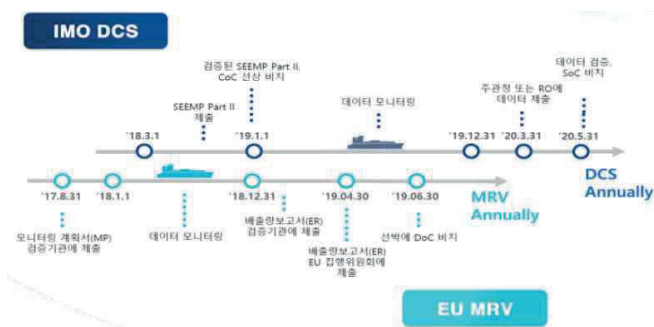 IMO DCS
검증된 SEEMP Part II,
CoC 선상 비치
SEEMP Part II
제출
데이터 모니터링
주관청 또는 RO에
데이터 제출
데이터 검증,
SoC 비치
'18.3.1
'19.1.1
'19.12.31
'20.3.31
'20.5.31
DCS
Annually
'17.8.31
'18.1.1
'18.12.31
'19.04.30
'19.06.30
MRV
Annually
모니터링 계획서(MP)
검증기관에 제출
데이터 모니터링
배출량보고서(ER)
검증기관에 제출
배출량보고서(ER)
EU 집행위원회에
제출
선박에 DoC 비치
EU MRV